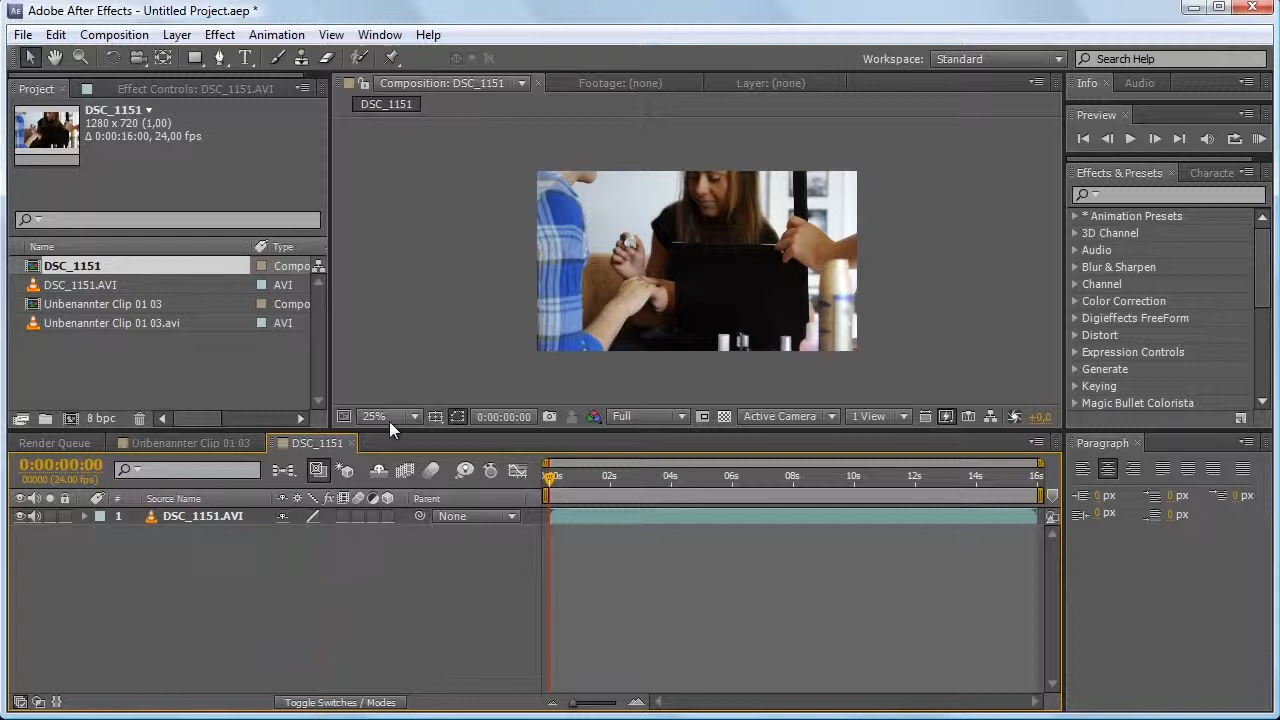 Adobe After Effects - Untitled Project.aep *
File Edit Composition Layer Effect Animation View Window Help
Workspace: Standard Search Help
Project Effect Controls: DSC_1151.AVI
DSC_1151
1280 x 720 (1,00)
Δ 0:00:16:00, 24,00 fps
Name Type
DSC_1151 Compo
DSC_1151.AVI AVI
Unbenannter Clip 01 03 Compo
Unbenannter Clip 01 03.avi AVI
8 bpc
Composition: DSC_1151 Footage: (none) Layer: (none)
DSC_1151
25% 0:00:00:00 Full Active Camera 1 View +0,0
Info Audio
Preview
Effects & Presets Characte
* Animation Presets
3D Channel
Audio
Blur & Sharpen
Channel
Color Correction
Digieffects FreeForm
Distort
Expression Controls
Generate
Keying
Magic Bullet Colorista
Render Queue Unbenannter Clip 01 03 DSC_1151
0:00:00:00
00000 (24.00 fps)
02s 04s 06s 08s 10s 12s 14s 16s
# Source Name Parent
1 DSC_1151.AVI None
Toggle Switches / Modes
Paragraph
0 px 0 px 0 px
0 px 0 px